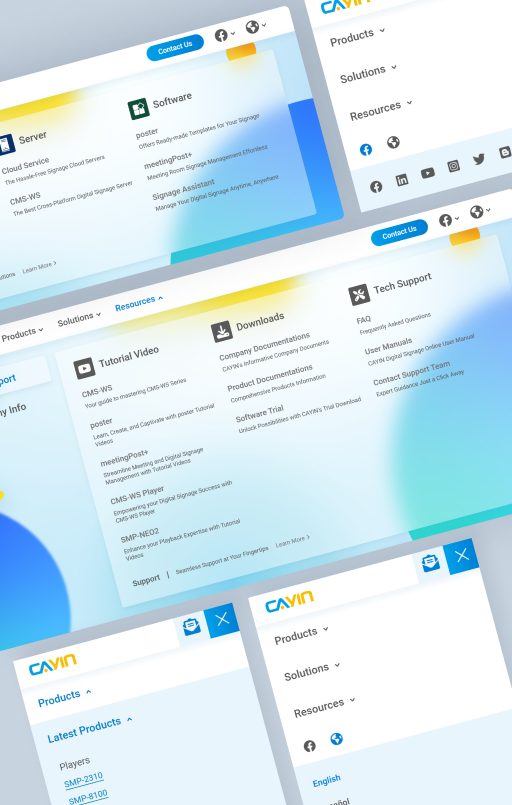 Contact Us
Server
Cloud Service
The Hassle-Free Signage Cloud Servers
CMS-WS
The Best Cross-Platform Digital Signage Server
Learn More >
Software
poster
Offers Ready-made Templates for Your Signage
meetingPost+
Meeting Room Signage Management Effortless
Signage Assistant
Manage Your Digital Signage Anytime, Anywhere
CAYIN
Products
Solutions
Resources
Contact Us
Products
Solutions
Resources
Tutorial Video
CMS-WS
Your guide to mastering CMS-WS Series
poster
Learn, Create, and Captivate with poster Tutorial
Videos
meetingPost+
Streamline Meeting and Digital Signage
Management with Tutorial Videos
CMS-WS Player
Empowering your Digital Signage Success with
CMS-WS Player
SMP-NEO2
Enhance your Playback Expertise with Tutorial
Videos
Support | Seamless Support at Your Fingertips Learn More >
Downloads
Company Documentations
CAYIN's Informative Company Documents
Product Documentations
Comprehensive Products Information
Software Trial
Unlock Possibilities with CAYIN's Trial Download
Tech Support
FAQ
Frequently Asked Questions
User Manuals
CAYIN Digital Signage Online User Manual
Contact Support Team
Expert Guidance Just a Click Away
Info
CAYIN
Products
Latest Products
Players
SMP-2310
SMP-8100
CAYIN
Products
Solutions
Resources
English